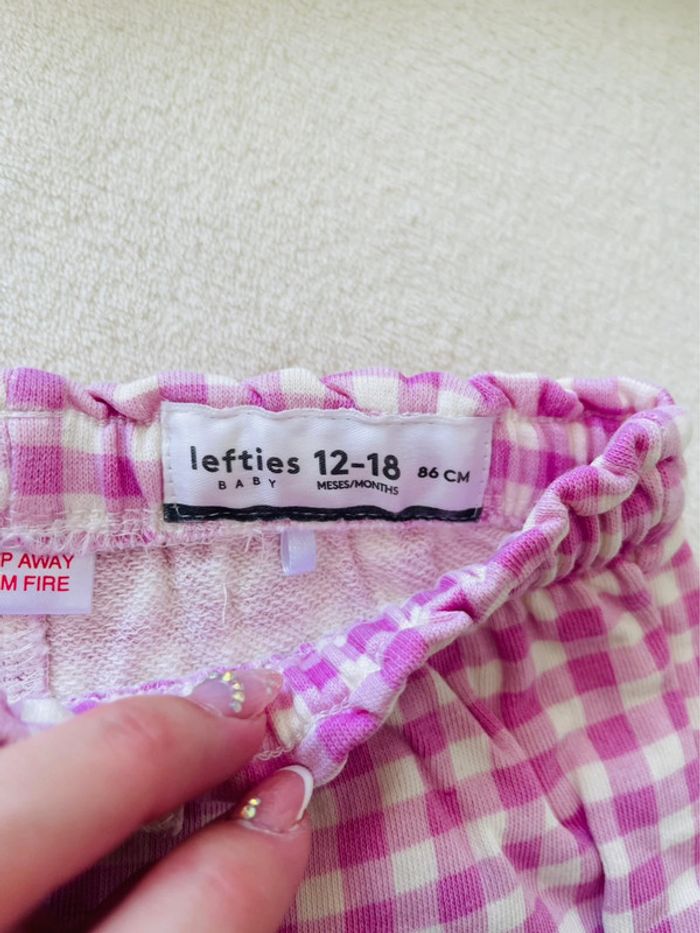 lefties 12-18 86 CM
BABY MESES/MONTHS
P AWAY
M FIRE